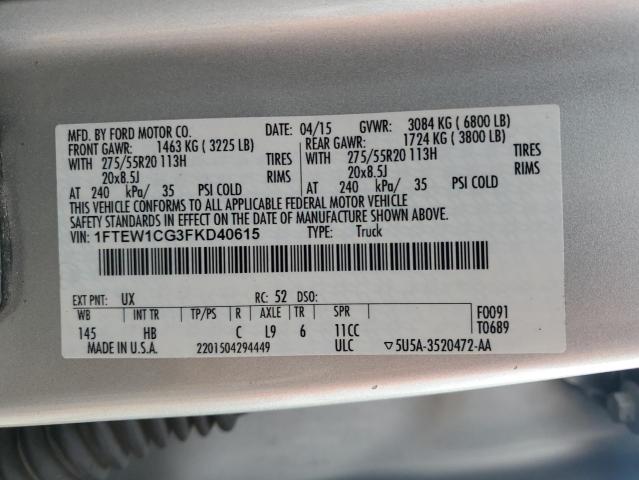 MFD. BY FORD MOTOR CO. DATE: 04/15 GVWR: 3084 KG ( 6800 LB)
FRONT GAWR: 1463 KG ( 3225 LB) REAR GAWR: 1724 KG ( 3800 LB)
WITH 275/55R20 113H TIRES WITH 275/55R20 113H TIRES
20x8.5J RIMS 20x8.5J RIMS
AT 240 kPa/ 35 PSI COLD AT 240 kPa/ 35 PSI COLD
THIS VEHICLE CONFORMS TO ALL APPLICABLE FEDERAL MOTOR VEHICLE
SAFETY STANDARDS IN EFFECT ON THE DATE OF MANUFACTURE SHOWN ABOVE.
VIN: 1FTEW1CG3FKD40615 TYPE: Truck
EXT PNT: UX RC: 52 DSO:
WB INT TR TP/PS R AXLE TR SPR F0091
145 HB C L9 6 11CC T0689
MADE IN U.S.A. 2201504294449 ULC ▽5U5A-3520472-AA